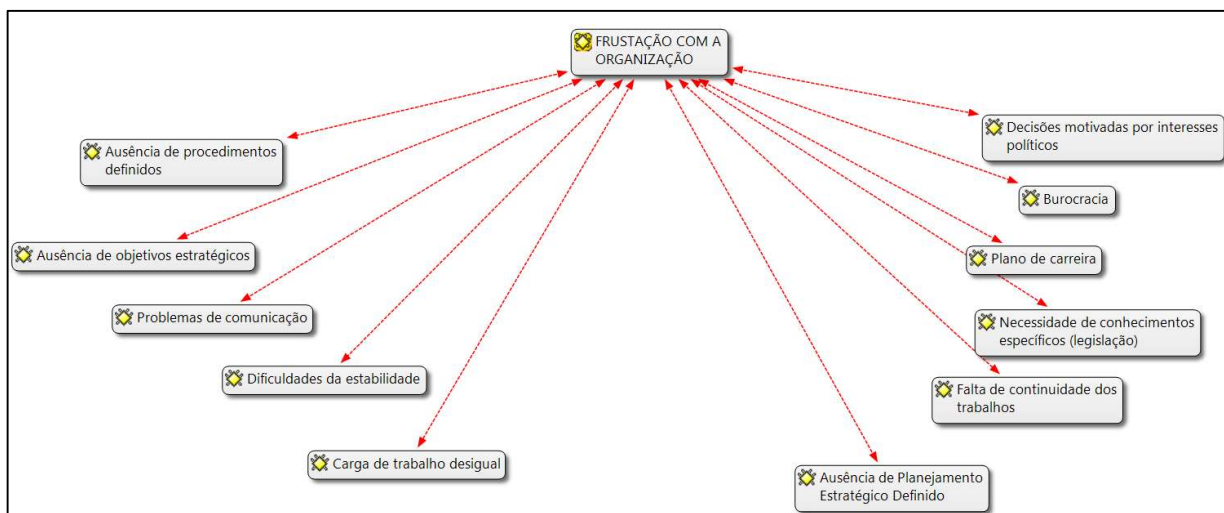 FRUSTAÇÃO COM A
ORGANIZAÇÃO
Decisões motivadas por interesses
políticos
Ausência de procedimentos
definidos
Burocracia
Ausência de objetivos estratégicos
Plano de carreira
Problemas de comunicação
Necessidade de conhecimentos
específicos (legislação)
Dificuldades da estabilidade
Falta de continuidade dos
trabalhos
Carga de trabalho desigual
Ausência de Planejamento
Estratégico Definido